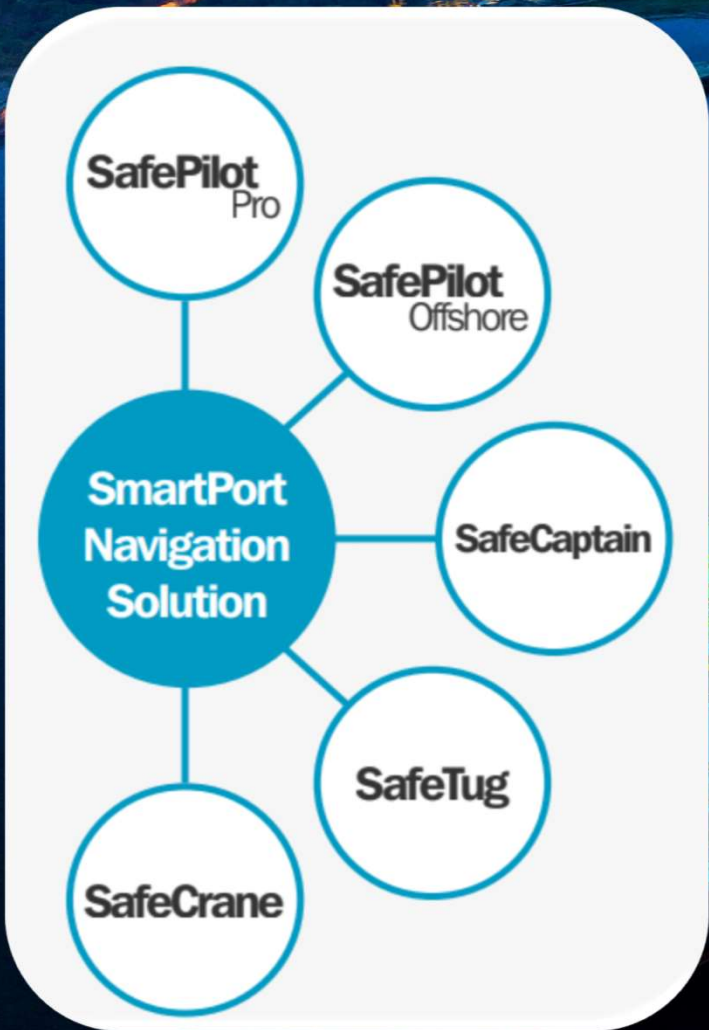 SafePilot
Pro
SafePilot
Offshore
SmartPort
Navigation
Solution
SafeCaptain
SafeTug
SafeCrane